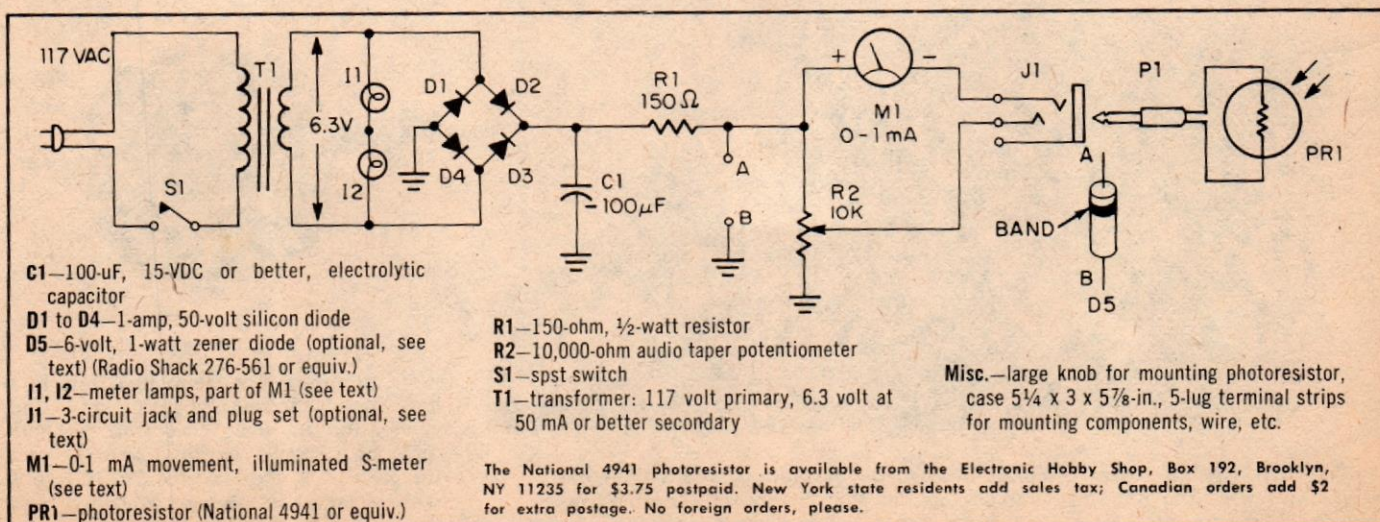 117 VAC
S1
T1
6.3V
I1
I2
D1
D2
D4
D3
C1
100µF
R1
150Ω
A
B
R2
10K
+
-
M1
0-1mA
J1
P1
PR1
A
BAND
B
D5
C1—100-uF, 15-VDC or better, electrolytic
capacitor
D1 to D4—1-amp, 50-volt silicon diode
D5—6-volt, 1-watt zener diode (optional, see
text) (Radio Shack 276-561 or equiv.)
I1, I2—meter lamps, part of M1 (see text)
J1—3-circuit jack and plug set (optional, see
text)
M1—0-1 mA movement, illuminated S-meter
(see text)
PR1—photoresistor (National 4941 or equiv.)
R1—150-ohm, ½-watt resistor
R2—10,000-ohm audio taper potentiometer
S1—spst switch
T1—transformer: 117 volt primary, 6.3 volt at
50 mA or better secondary
Misc.—large knob for mounting photoresistor,
case 5¼ x 3 x 5⅞-in., 5-lug terminal strips
for mounting components, wire, etc.
The National 4941 photoresistor is available from the Electronic Hobby Shop, Box 192, Brooklyn,
NY 11235 for $3.75 postpaid. New York state residents add sales tax; Canadian orders add $2
for extra postage. No foreign orders, please.